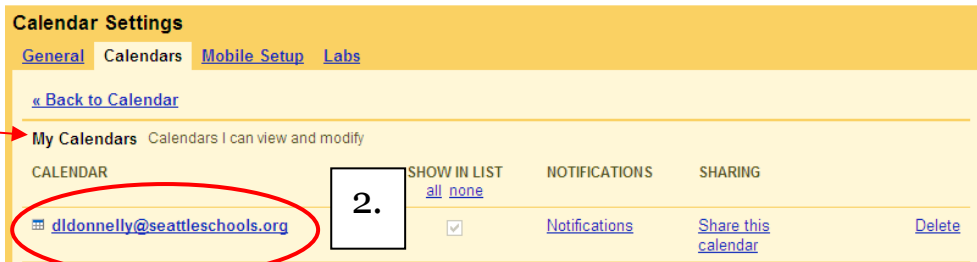 Calendar Settings
General Calendars Mobile Setup Labs
« Back to Calendar
My Calendars Calendars I can view and modify
CALENDAR SHOW IN LIST NOTIFICATIONS SHARING
all none
2.
dldonnelly@seattleschools.org Notifications Share this calendar Delete